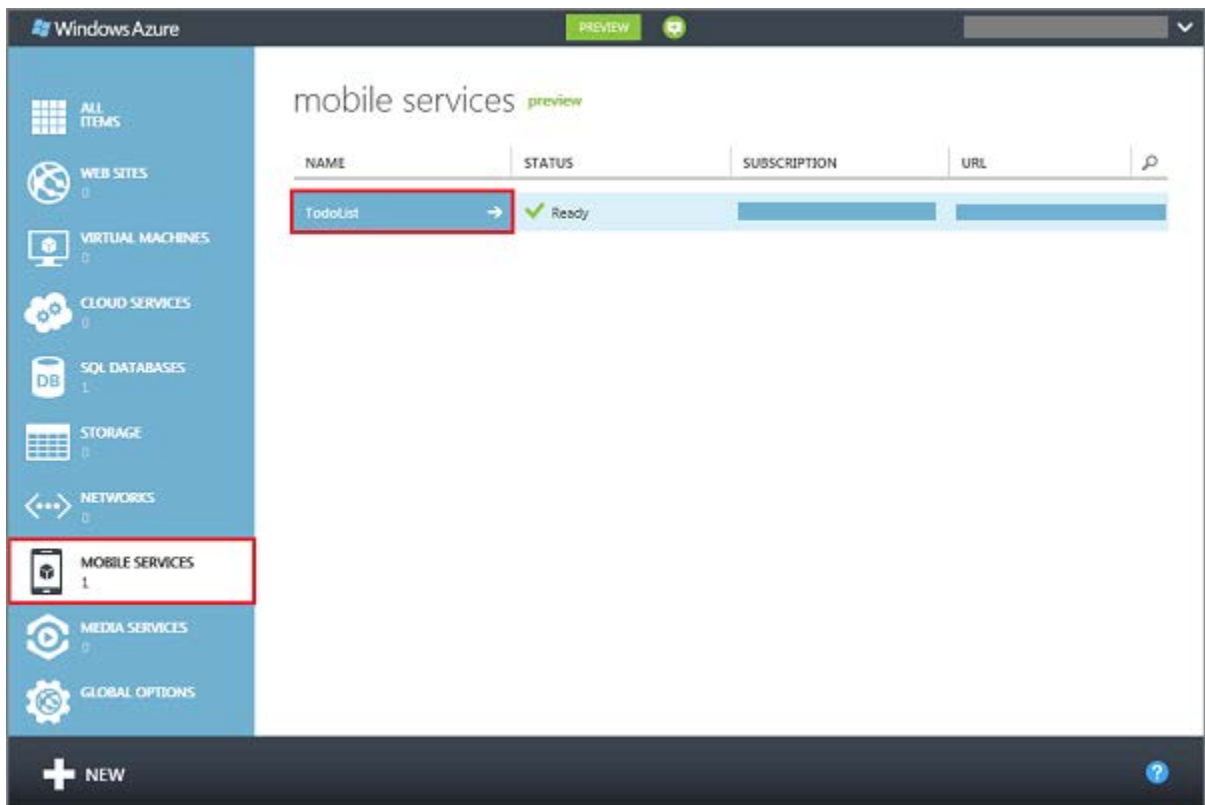 Windows Azure
PREVIEW
ALL
ITEMS
WEB SITES
0
VIRTUAL MACHINES
0
CLOUD SERVICES
0
SQL DATABASES
1
DB
STORAGE
0
NETWORKS
0
MOBILE SERVICES
1
MEDIA SERVICES
0
GLOBAL OPTIONS
mobile services preview
NAME STATUS SUBSCRIPTION URL
TodoList Ready
NEW
?